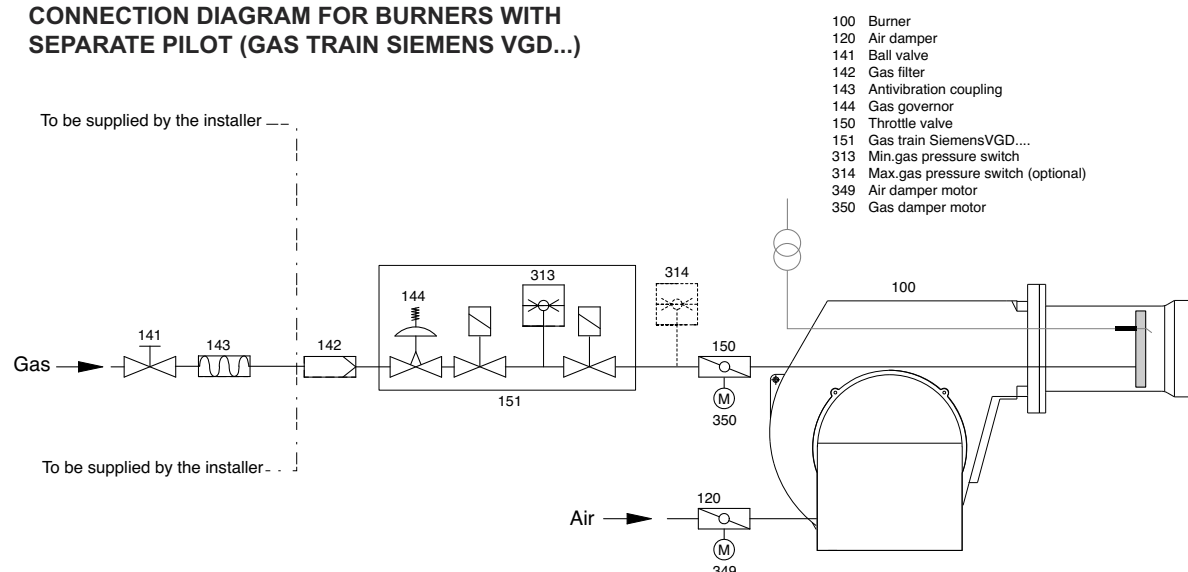 CONNECTION DIAGRAM FOR BURNERS WITH
SEPARATE PILOT (GAS TRAIN SIEMENS VGD...)
100 Burner
120 Air damper
141 Ball valve
142 Gas filter
143 Antivibration coupling
144 Gas governor
150 Throttle valve
151 Gas train SiemensVGD....
313 Min.gas pressure switch
314 Max.gas pressure switch (optional)
349 Air damper motor
350 Gas damper motor
To be supplied by the installer
313
314
100
144
141
143
142
150
Gas
151
M
350
To be supplied by the installer
120
Air
M
349